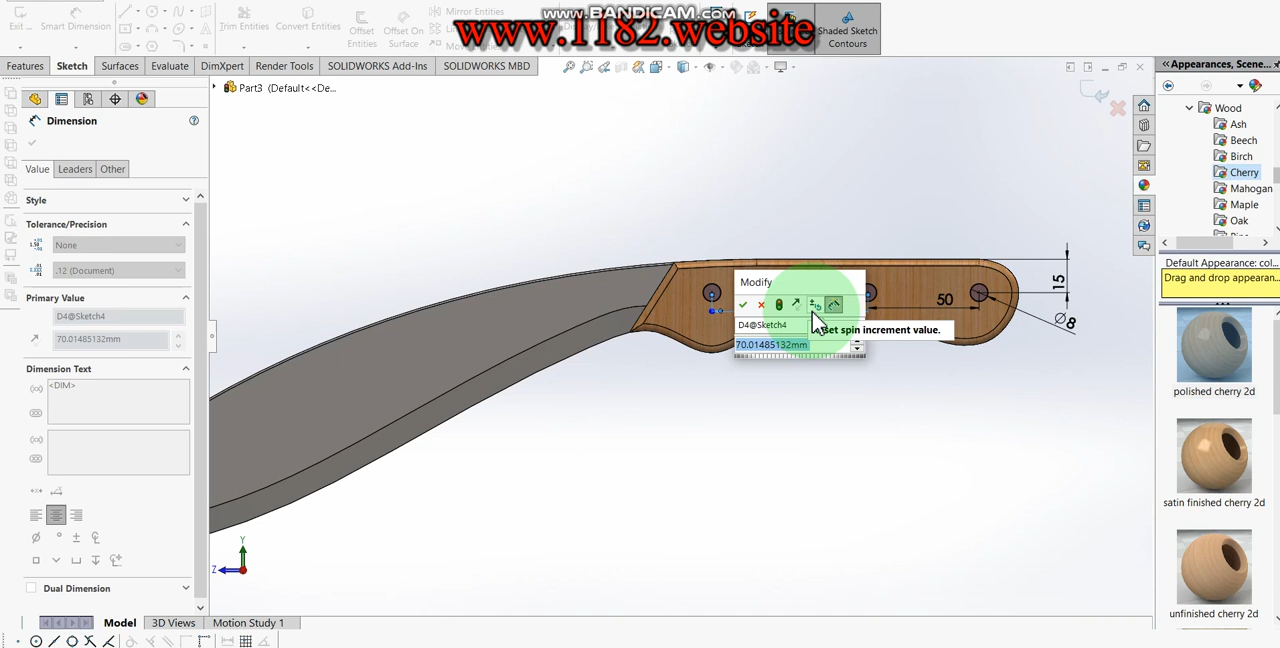 www.BANDICAM.com
www.1182.website
Exit ...
Smart Dimension
Trim Entities
Convert Entities
Offset Entities
Offset On Surface
Mirror Entities
Shaded Sketch Contours
Features
Sketch
Surfaces
Evaluate
DimXpert
Render Tools
SOLIDWORKS Add-Ins
SOLIDWORKS MBD
Part3 (Default<<De...
Dimension
Value
Leaders
Other
Style
Tolerance/Precision
None
.12 (Document)
Primary Value
D4@Sketch4
70.01485132mm
Dimension Text
<DIM>
Dual Dimension
Modify
D4@Sketch4
set spin increment value.
70.01485132mm
50
15
⌀8
Y
Z
Appearances, Scene...
Wood
Ash
Beech
Birch
Cherry
Mahogan
Maple
Oak
Default Appearance: col...
Drag and drop appearan...
polished cherry 2d
satin finished cherry 2d
unfinished cherry 2d
Model
3D Views
Motion Study 1